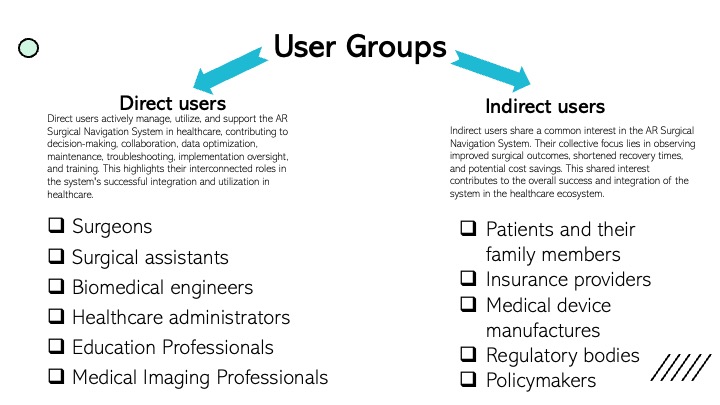 User Groups
Direct users
Direct users actively manage, utilize, and support the AR
Surgical Navigation System in healthcare, contributing to
decision-making, collaboration, data optimization,
maintenance, troubleshooting, implementation oversight,
and training. This highlights their interconnected roles in
the system's successful integration and utilization in
healthcare.
Surgeons
Surgical assistants
Biomedical engineers
Healthcare administrators
Education Professionals
Medical Imaging Professionals
Indirect users
Indirect users share a common interest in the AR Surgical
Navigation System. Their collective focus lies in observing
improved surgical outcomes, shortened recovery times,
and potential cost savings. This shared interest
contributes to the overall success and integration of the
system in the healthcare ecosystem.
Patients and their
family members
Insurance providers
Medical device
manufactures
Regulatory bodies
Policymakers